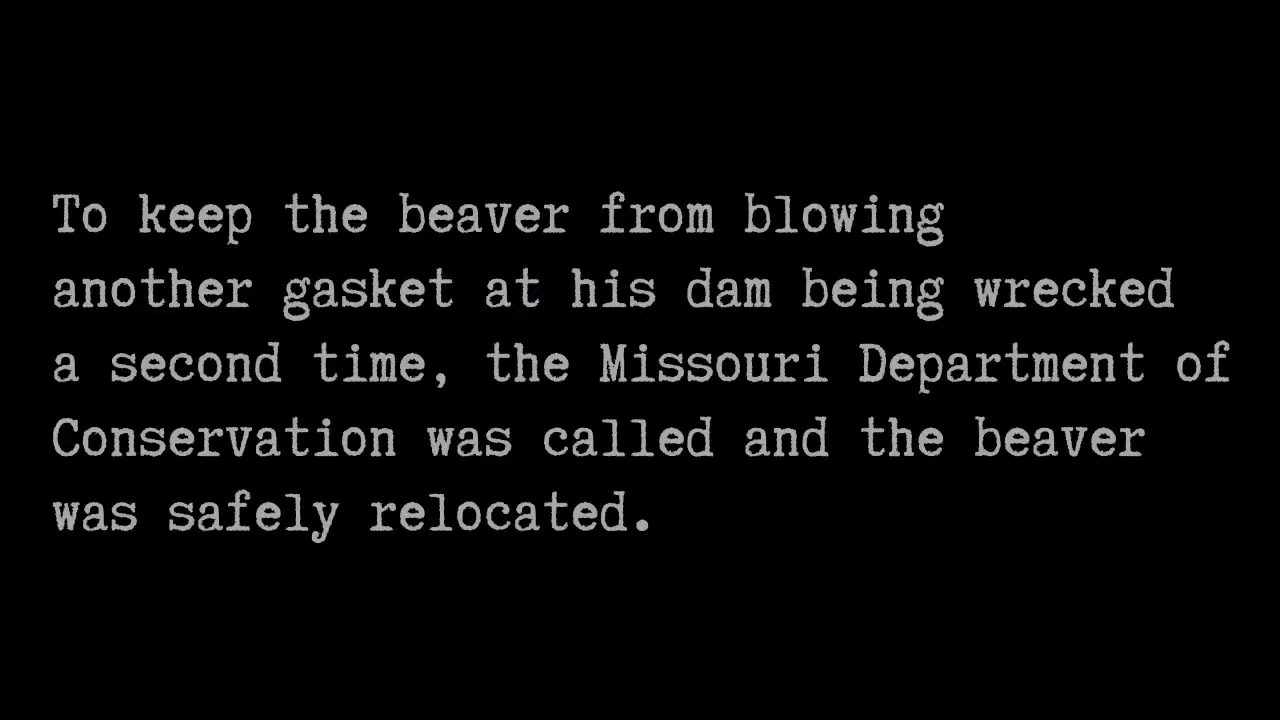 To keep the beaver from blowing
another gasket at his dam being wrecked
a second time, the Missouri Department of
Conservation was called and the beaver
was safely relocated.